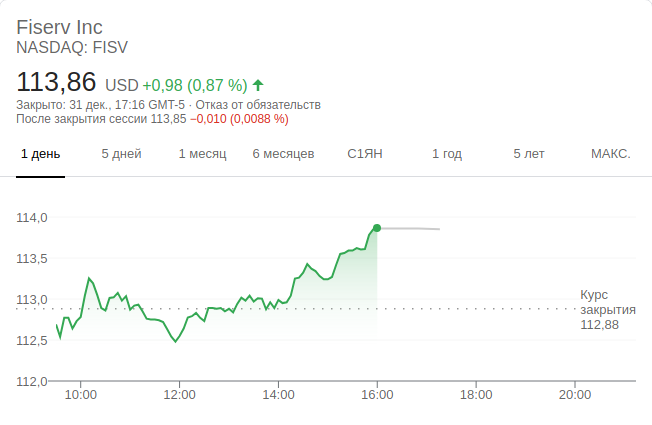 Fiserv Inc
NASDAQ: FISV
113,86 USD +0,98 (0,87 %)
Закрыто: 31 дек., 17:16 GMT-5 · Отказ от обязательств
После закрытия сессии 113,85 −0,010 (0,0088 %)
1 день 5 дней 1 месяц 6 месяцев С1ЯН 1 год 5 лет МАКС.
114,0
113,5
113,0
112,5
112,0
Курс
закрытия
112,88
10:00 12:00 14:00 16:00 18:00 20:00